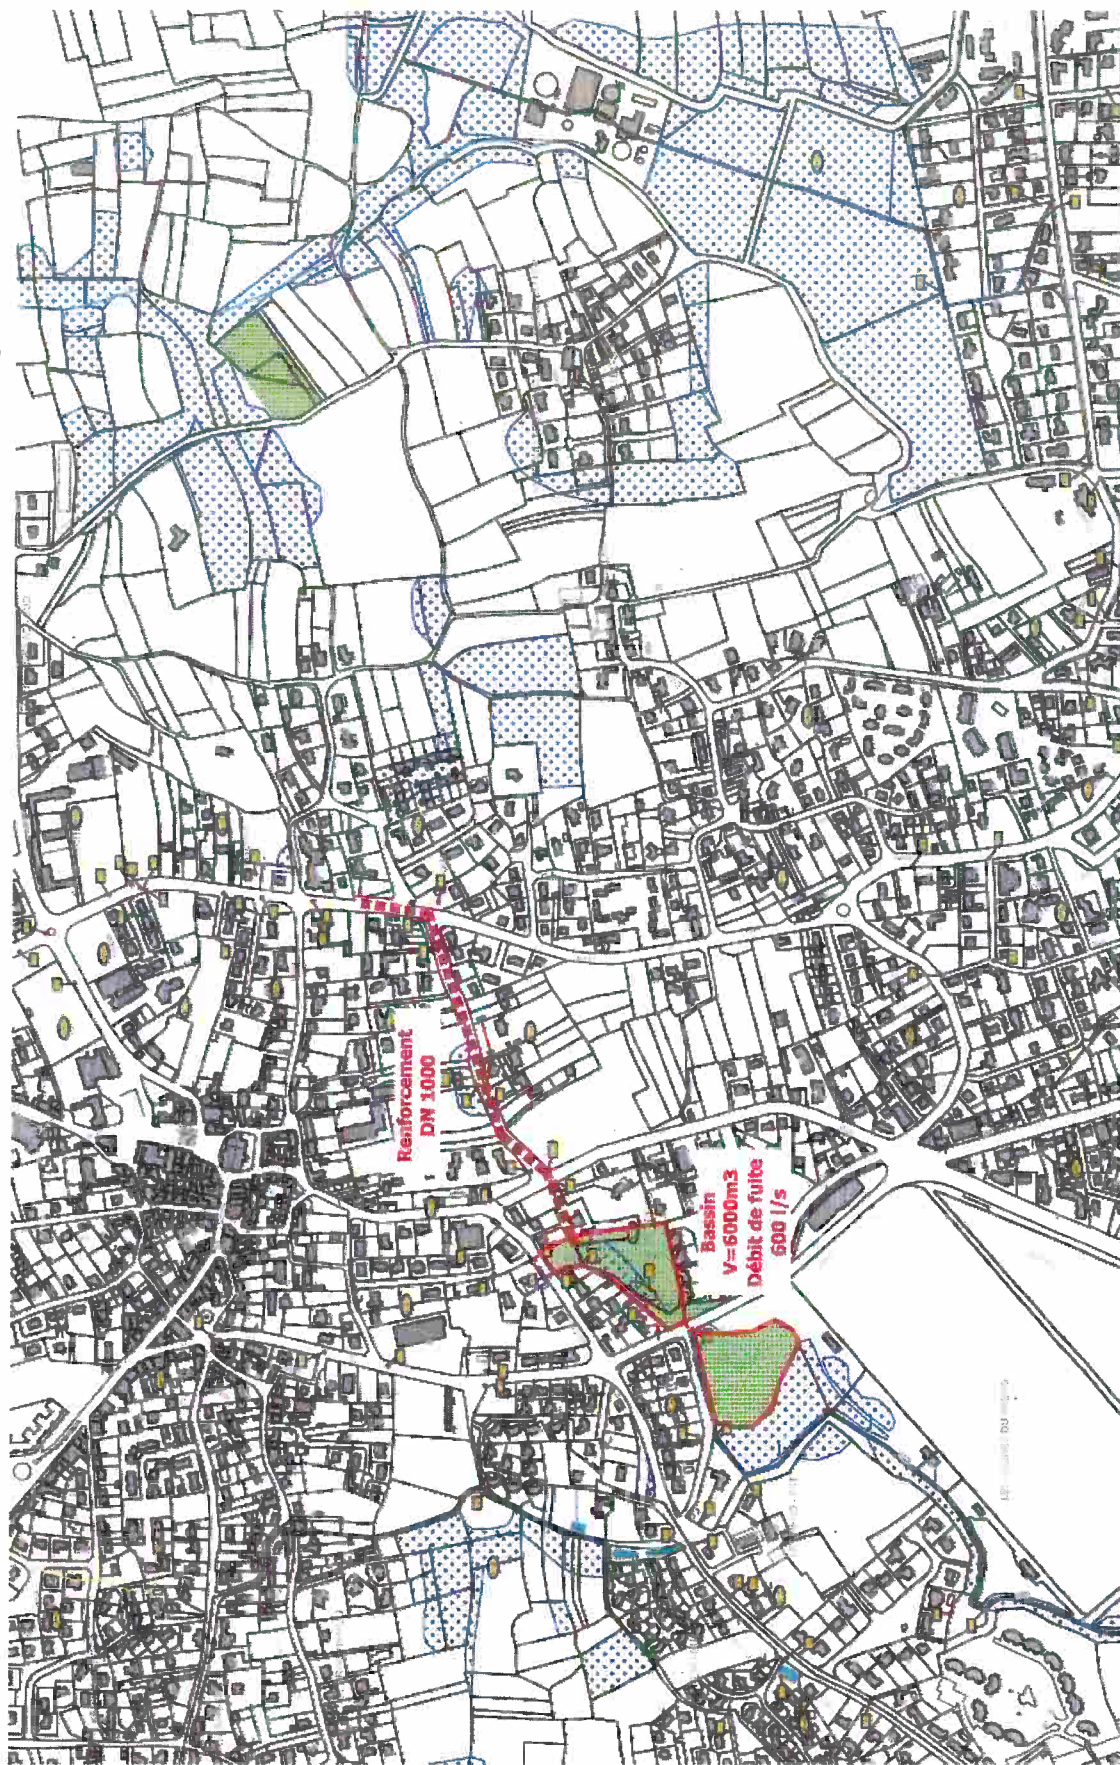 Renforcement
DN 1000
Bassin
V=6000m3
Débit de fuite
600 l/s